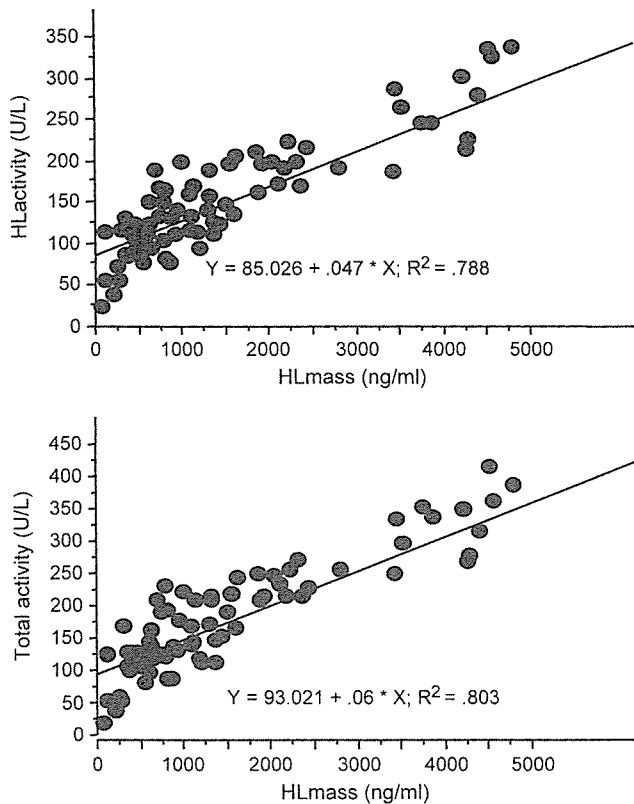 350
300
250
200
150
100
50
0
HLactivity (U/L)
Y = 85.026 + .047 * X; R² = .788
0 1000 2000 3000 4000 5000
HLmass (ng/ml)
450
400
350
300
250
200
150
100
50
0
Total activity (U/L)
Y = 93.021 + .06 * X; R² = .803
0 1000 2000 3000 4000 5000
HLmass (ng/ml)